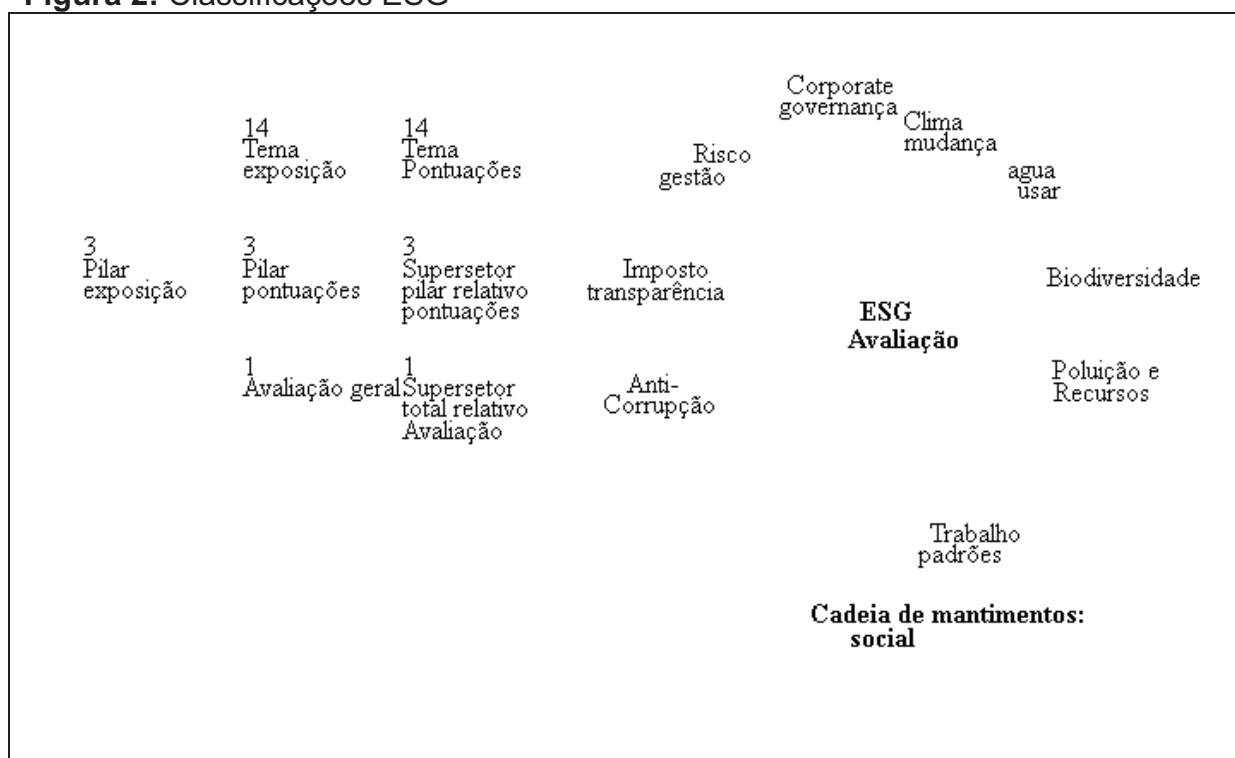 Figura 2: Classificações ESG
Corporate
governança
Clima
mudança
agua
usar
14
Tema
exposição
14
Tema
Pontuações
Risco
gestão
3
Pilar
exposição
3
Pilar
pontuações
3
Supersetor
pilar relativo
pontuações
Imposto
transparência
Biodiversidade
ESG
Avaliação
1
Avaliação geral
1
Supersetor
total relativo
Avaliação
Anti-
Corrupção
Poluição e
Recursos
Trabalho
padrões
Cadeia de mantimentos:
social